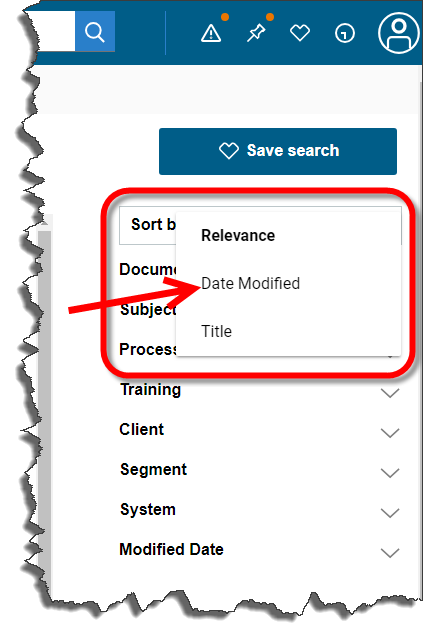 Save search
Sort b
Relevance
Docume
Date Modified
Subject
Title
Process
Training
Client
Segment
System
Modified Date